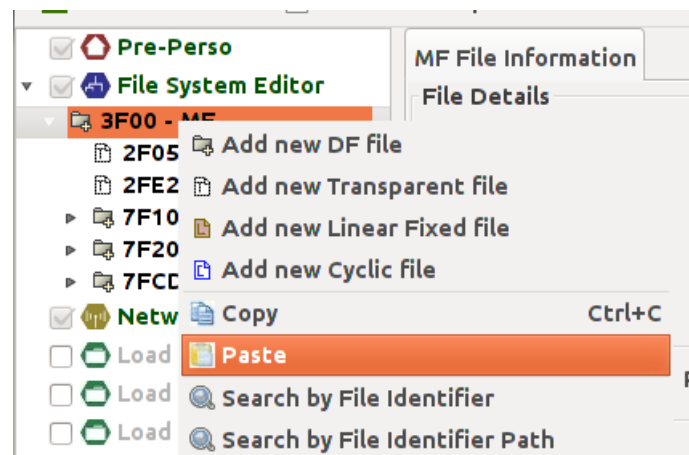 Pre-Perso
MF File Information
File System Editor
File Details
3F00 - MF
Add new DF file
2F05
2FE2
Add new Transparent file
7F10
Add new Linear Fixed file
7F20
Add new Cyclic file
7FCD
Netw
Copy Ctrl+C
Load
Paste
Load
Search by File Identifier
Load
Search by File Identifier Path